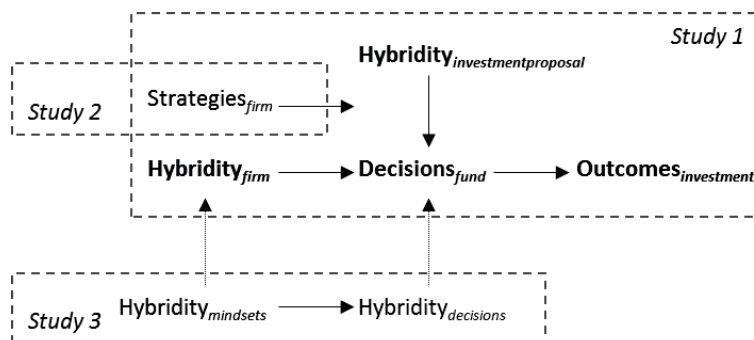 Study 1
Hybridity investmentproposal
Study 2
Strategies firm
Hybridity firm
Decisions fund
Outcomes investment
Study 3
Hybridity mindsets
Hybridity decisions